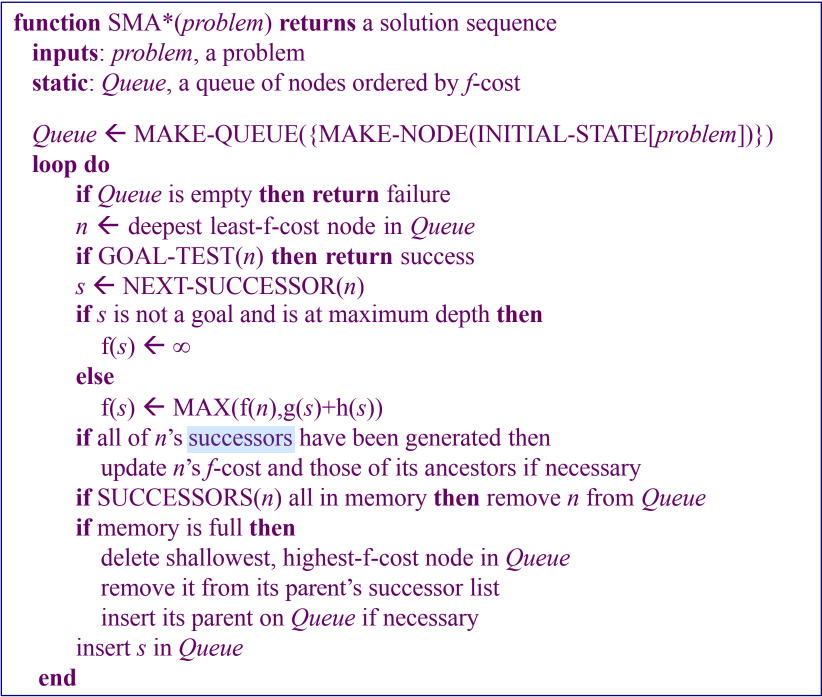 function SMA*(problem) returns a solution sequence
inputs: problem, a problem
static: Queue, a queue of nodes ordered by f-cost
Queue ← MAKE-QUEUE({MAKE-NODE(INITIAL-STATE[problem])})
loop do
if Queue is empty then return failure
n ← deepest least-f-cost node in Queue
if GOAL-TEST(n) then return success
s ← NEXT-SUCCESSOR(n)
if s is not a goal and is at maximum depth then
f(s) ← ∞
else
f(s) ← MAX(f(n),g(s)+h(s))
if all of n’s successors have been generated then
update n’s f-cost and those of its ancestors if necessary
if SUCCESSORS(n) all in memory then remove n from Queue
if memory is full then
delete shallowest, highest-f-cost node in Queue
remove it from its parent’s successor list
insert its parent on Queue if necessary
insert s in Queue
end